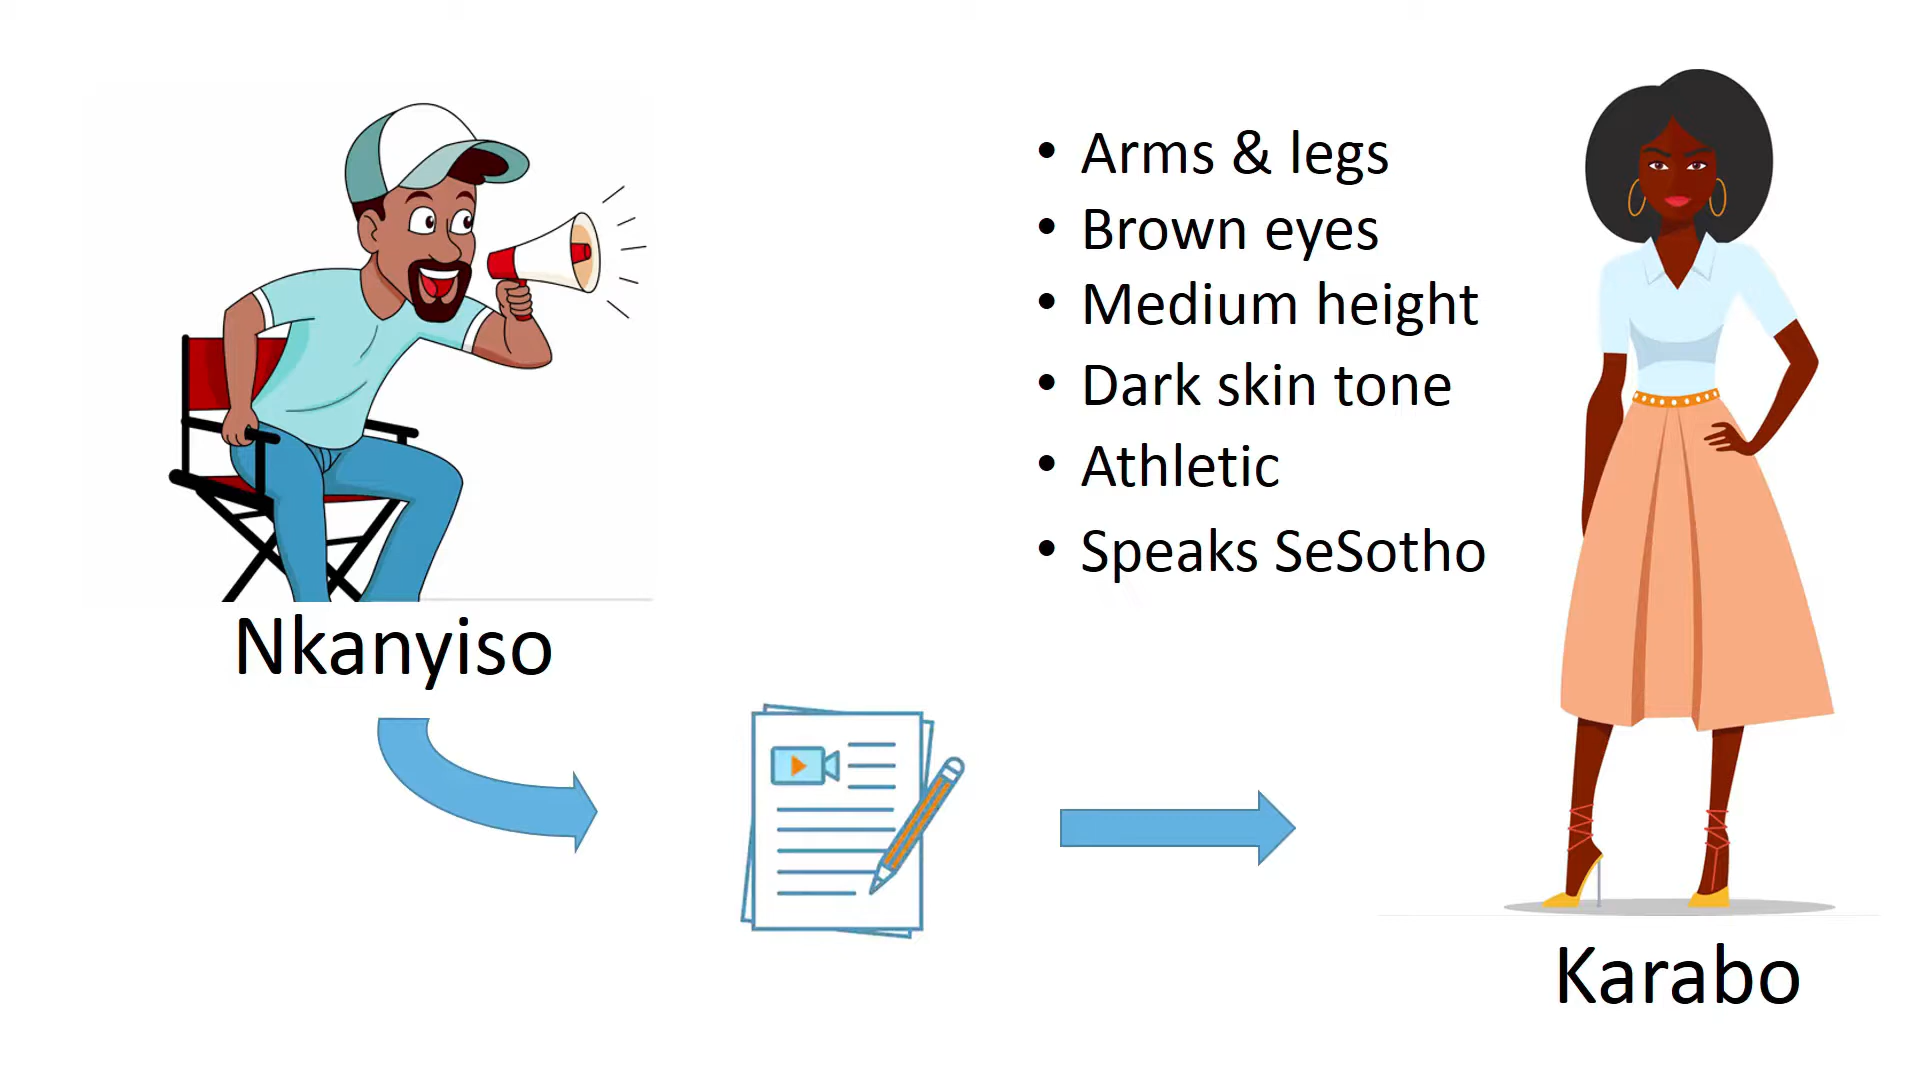 • Arms & legs
• Brown eyes
• Medium height
• Dark skin tone
• Athletic
• Speaks SeSotho
Nkanyiso
Karabo